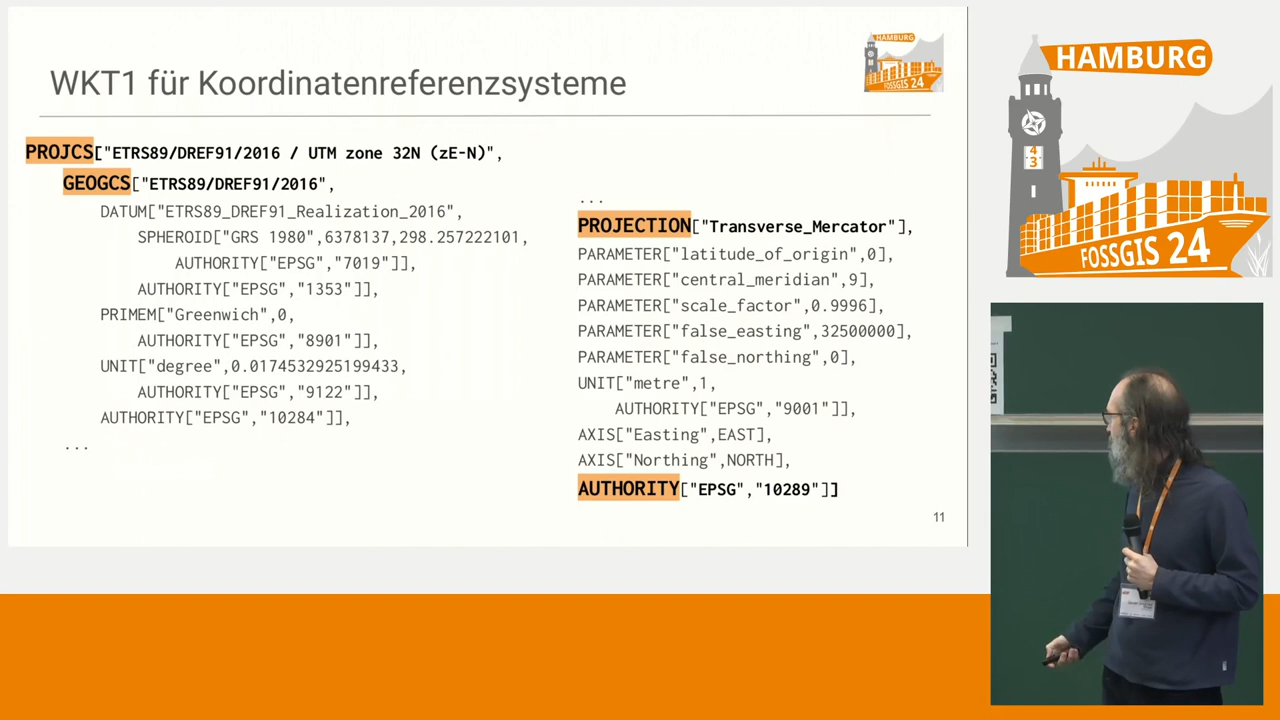 WKT1 für Koordinatenreferenzsysteme
HAMBURG
FOSSGIS 24
PROJCS["ETRS89/DREF91/2016 / UTM zone 32N (zE-N)",
GEOGCS["ETRS89/DREF91/2016",
DATUM["ETRS89_DREF91_Realization_2016",
SPHEROID["GRS 1980",6378137,298.257222101,
AUTHORITY["EPSG","7019"]],
AUTHORITY["EPSG","1353"]],
PRIMEM["Greenwich",0,
AUTHORITY["EPSG","8901"]],
UNIT["degree",0.0174532925199433,
AUTHORITY["EPSG","9122"]],
AUTHORITY["EPSG","10284"]],
...
...
PROJECTION["Transverse_Mercator"],
PARAMETER["latitude_of_origin",0],
PARAMETER["central_meridian",9],
PARAMETER["scale_factor",0.9996],
PARAMETER["false_easting",32500000],
PARAMETER["false_northing",0],
UNIT["metre",1,
AUTHORITY["EPSG","9001"]],
AXIS["Easting",EAST],
AXIS["Northing",NORTH],
AUTHORITY["EPSG","10289"]]
11
HAMBURG
4
3
FOSSGIS 24